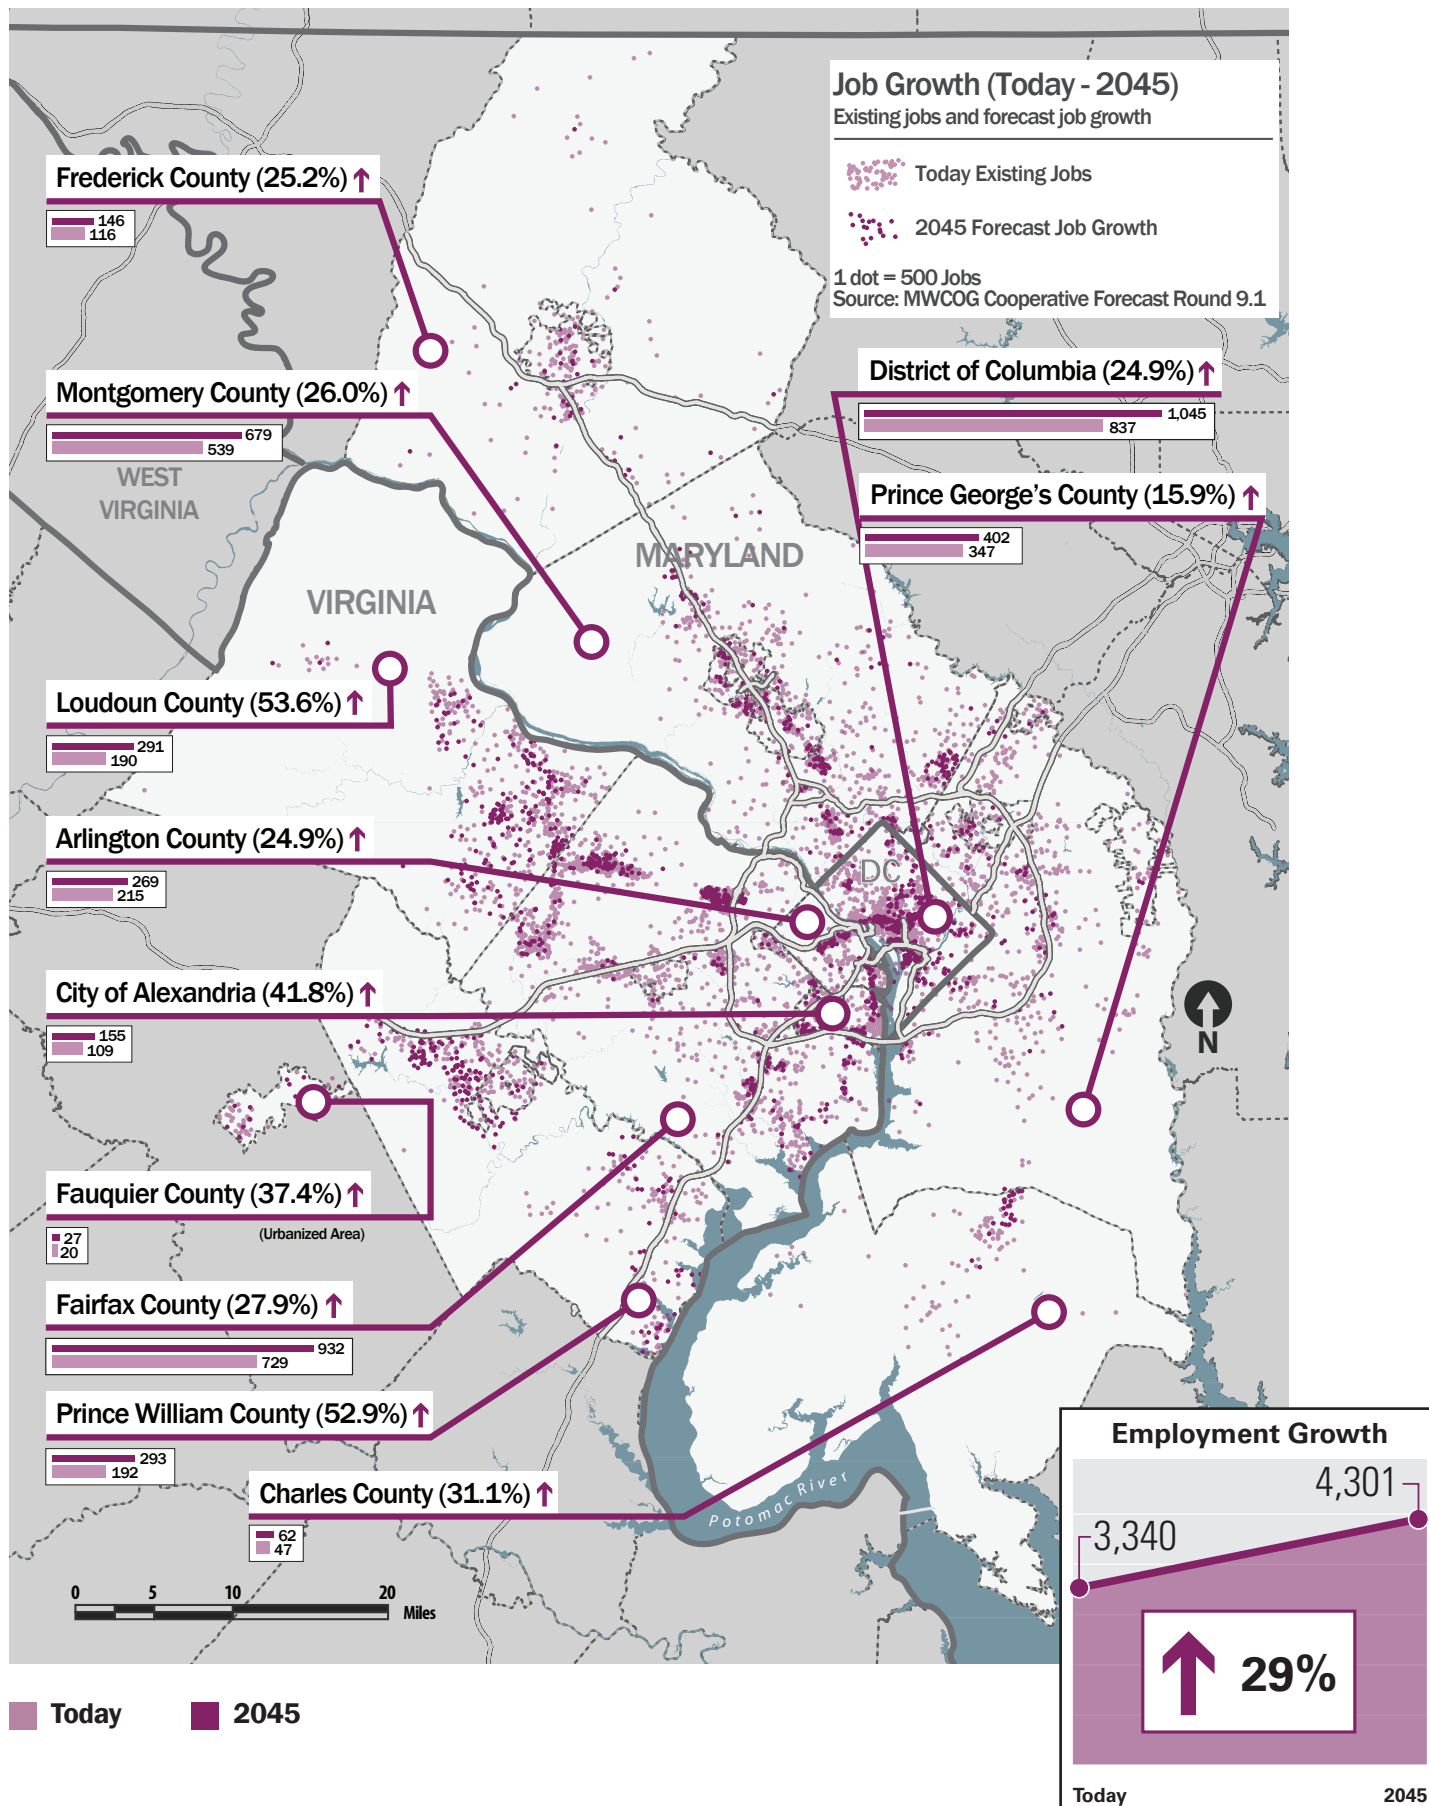 Job Growth (Today - 2045)
Existing jobs and forecast job growth
Today Existing Jobs
2045 Forecast Job Growth
1 dot = 500 Jobs
Source: MWCOG Cooperative Forecast Round 9.1
Frederick County (25.2%)
146
116
Montgomery County (26.0%)
679
539
WEST
VIRGINIA
District of Columbia (24.9%)
1,045
837
Prince George's County (15.9%)
402
347
MARYLAND
VIRGINIA
Loudoun County (53.6%)
291
190
Arlington County (24.9%)
269
215
DC
City of Alexandria (41.8%)
155
109
N
Fauquier County (37.4%)
(Urbanized Area)
27
20
Fairfax County (27.9%)
932
729
Prince William County (52.9%)
293
192
Charles County (31.1%)
62
47
Potomac River
0 5 10 20
Miles
Employment Growth
4,301
3,340
29%
Today 2045
Today 2045